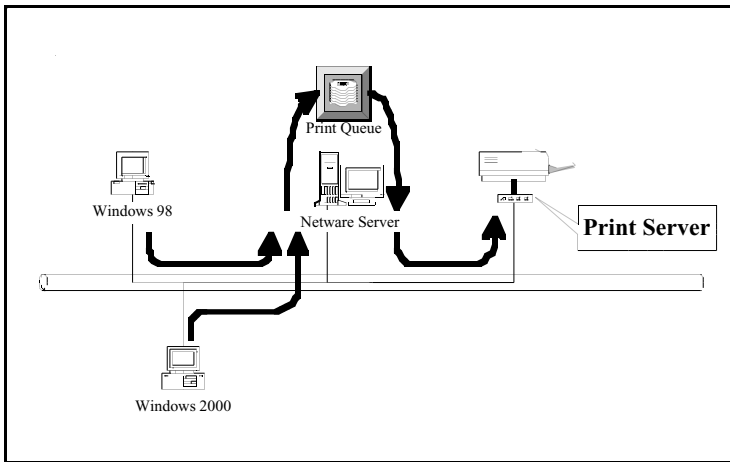 Print Queue
Windows 98
Netware Server
Print Server
Windows 2000